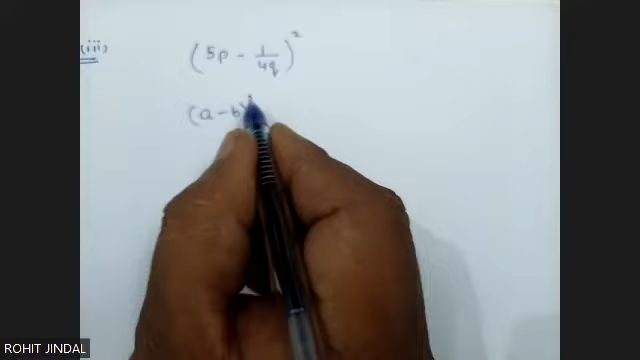 (iii) (5p - 1/4q)²
(a - b)
ROHIT JINDAL